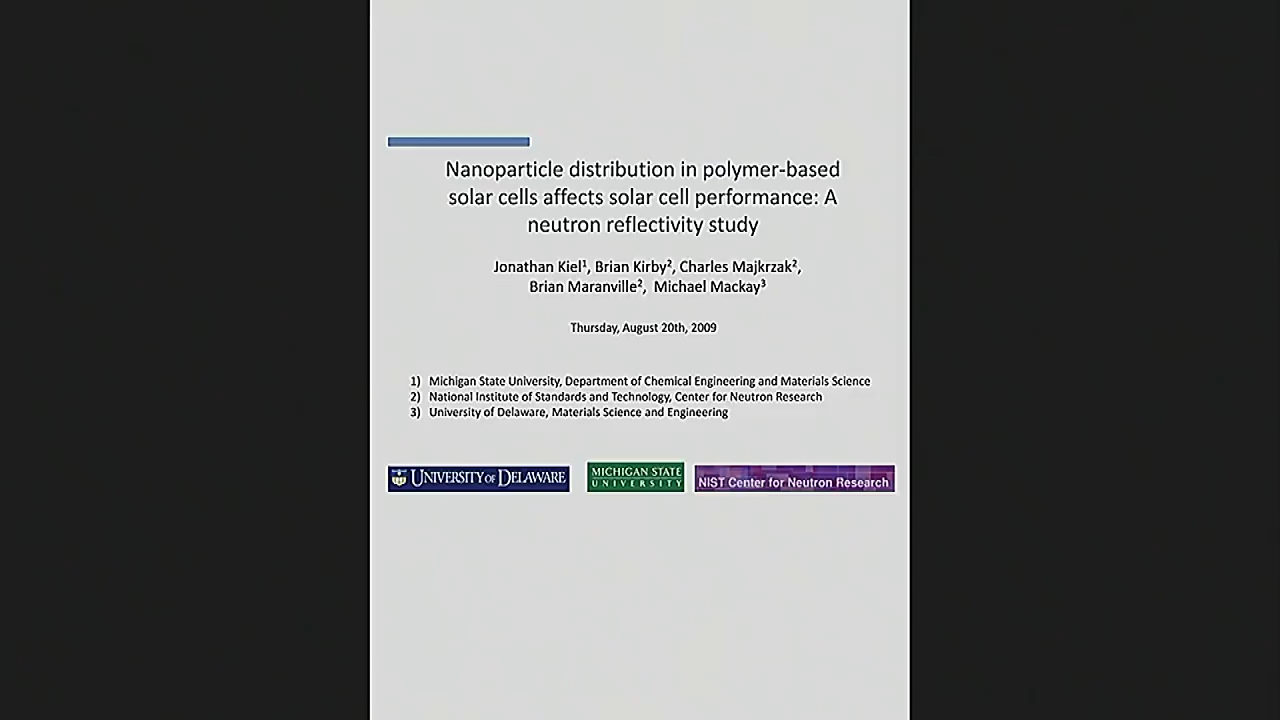 Nanoparticle distribution in polymer-based
solar cells affects solar cell performance: A
neutron reflectivity study
Jonathan Kiel¹, Brian Kirby², Charles Majkrzak²,
Brian Maranville², Michael Mackay³
Thursday, August 20th, 2009
1) Michigan State University, Department of Chemical Engineering and Materials Science
2) National Institute of Standards and Technology, Center for Neutron Research
3) University of Delaware, Materials Science and Engineering
UNIVERSITY OF DELAWARE
MICHIGAN STATE
UNIVERSITY
NIST Center for Neutron Research